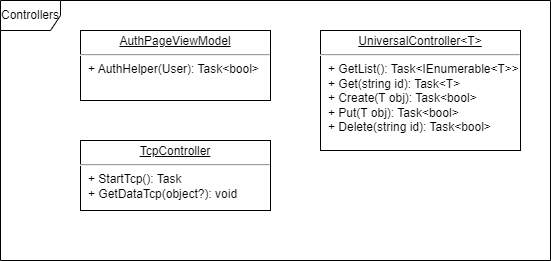 Controllers
AuthPageViewModel
+ AuthHelper(User): Task<bool>
UniversalController<T>
+ GetList(): Task<IEnumerable<T>>
+ Get(string id): Task<T>
+ Create(T obj): Task<bool>
+ Put(T obj): Task<bool>
+ Delete(string id): Task<bool>
TcpController
+ StartTcp(): Task
+ GetDataTcp(object?): void